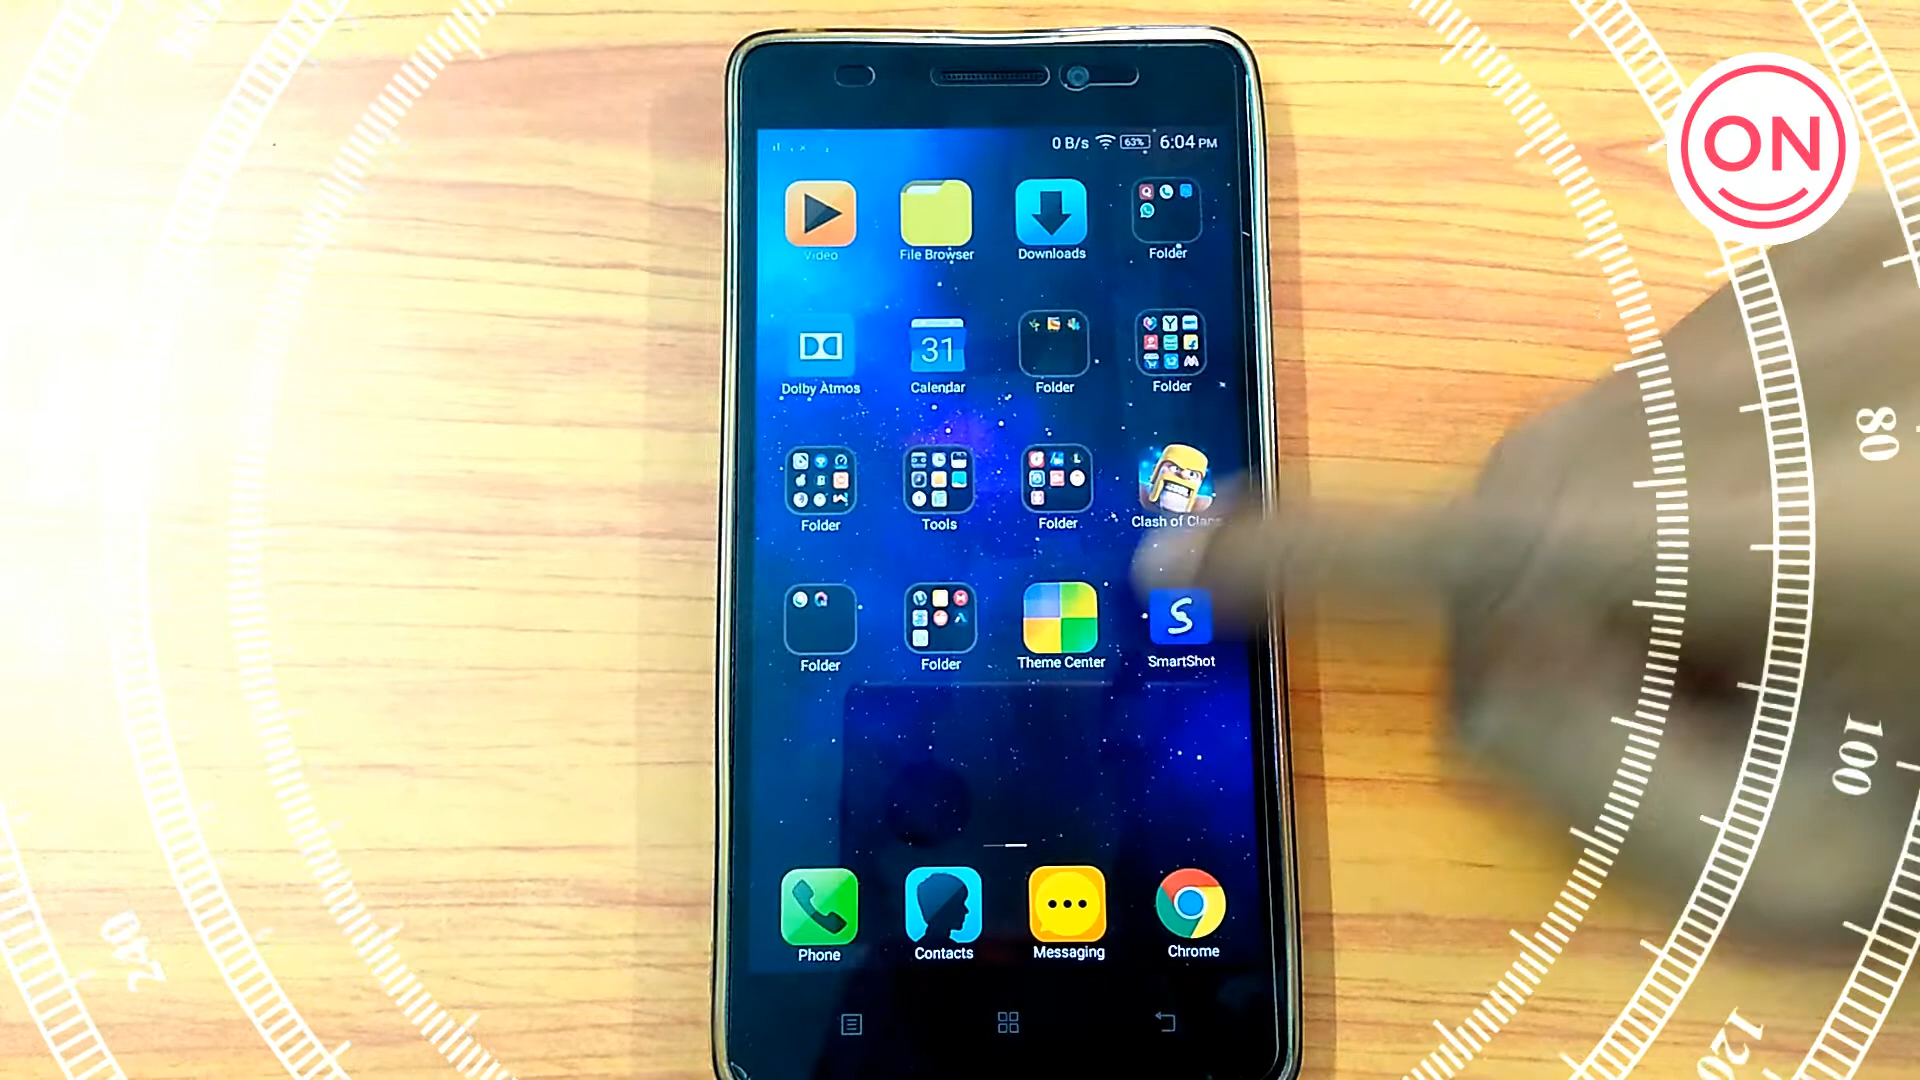 ON
0 B/s 63% 6:04 PM
Video
File Browser
Downloads
Folder
31
Dolby Atmos
Calendar
Folder
Folder
Folder
Tools
Folder
Clash of Clans
Folder
Folder
Theme Center
S
SmartShot
Phone
Contacts
Messaging
Chrome
80
100
120
240